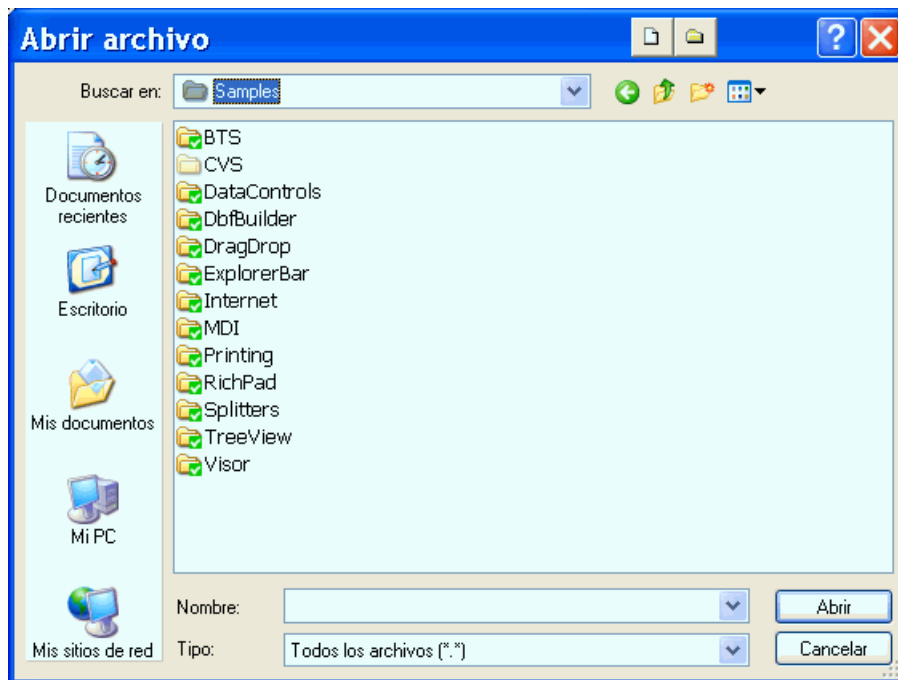 Abrir archivo
Buscar en: Samples
Documentos recientes
Escritorio
Mis documentos
Mi PC
Mis sitios de red
BTS
CVS
DataControls
DbfBuilder
DragDrop
ExplorerBar
Internet
MDI
Printing
RichPad
Splitters
TreeView
Visor
Nombre:
Abrir
Tipo: Todos los archivos (*.*)
Cancelar